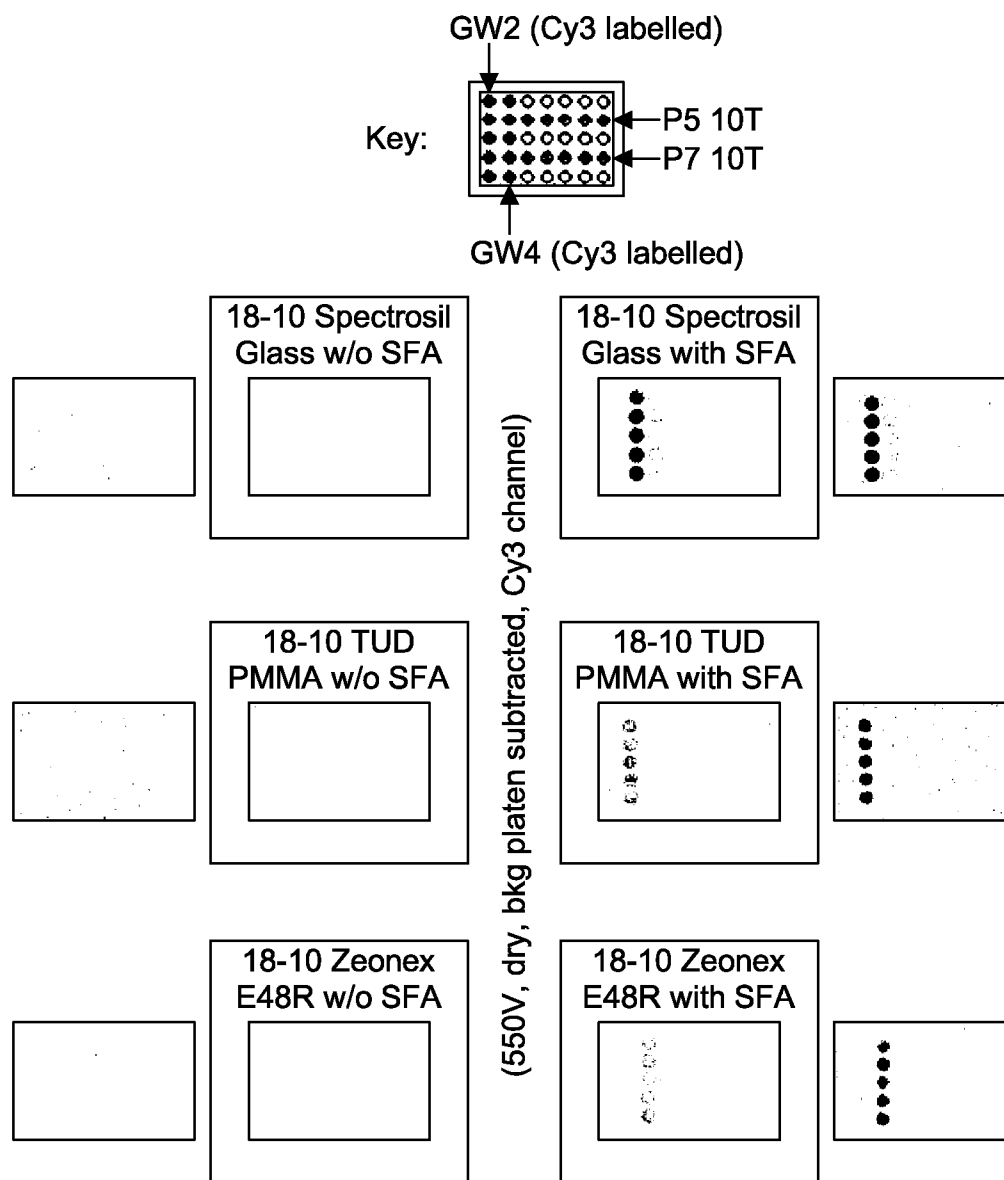 GW2 (Cy3 labelled)
Key:
P5 10T
P7 10T
GW4 (Cy3 labelled)
18-10 Spectrosil
Glass w/o SFA
18-10 Spectrosil
Glass with SFA
(550V, dry, bkg platen subtracted, Cy3 channel)
18-10 TUD
PMMA w/o SFA
18-10 TUD
PMMA with SFA
18-10 Zeonex
E48R w/o SFA
18-10 Zeonex
E48R with SFA